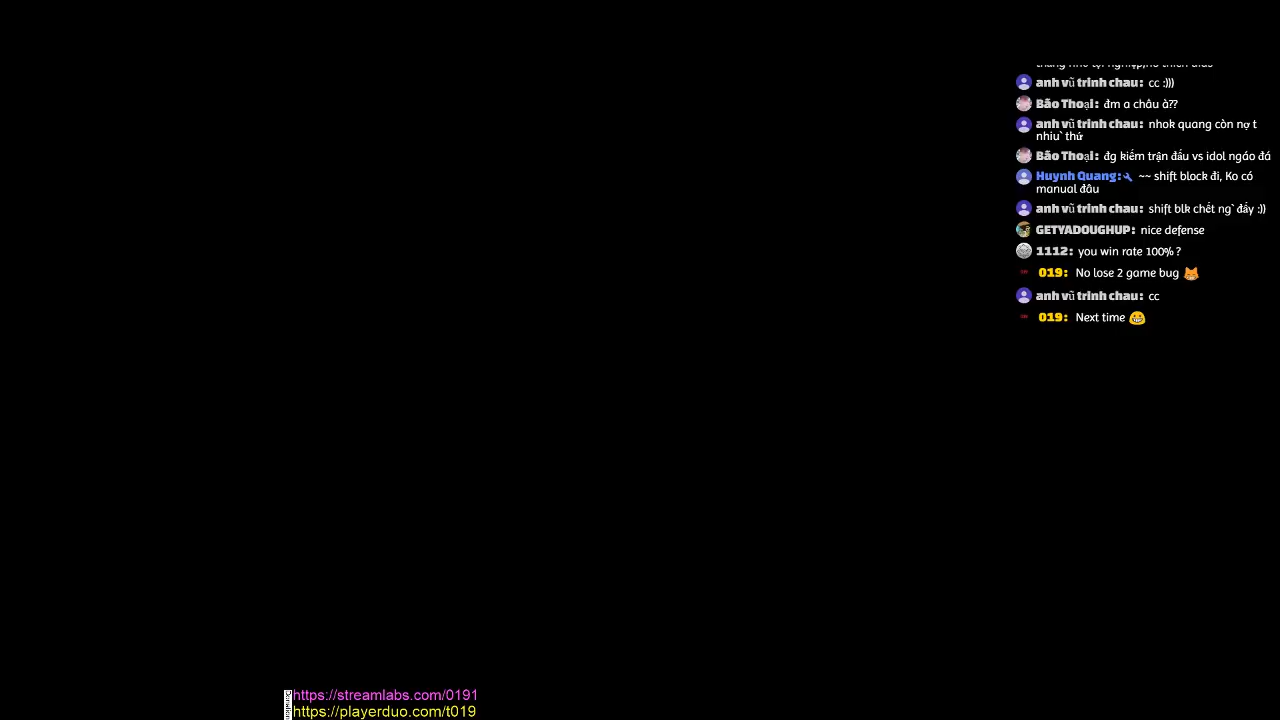 anh vũ trinh chau: cc :)))
Bão Thoại: đm a châu à??
anh vũ trinh chau: nhok quang còn nợ t
nhiu` thứ
Bão Thoại: đg kiếm trận đấu vs idol ngáo đá
Huynh Quang: ~~ shift block đi, Ko có
manual đâu
anh vũ trinh chau: shift blk chết ng` đấy :))
GETYADOUGHUP: nice defense
1112: you win rate 100% ?
019: No lose 2 game bug 😼
anh vũ trinh chau: cc
019: Next time 😀
https://streamlabs.com/0191
https://playerduo.com/t019